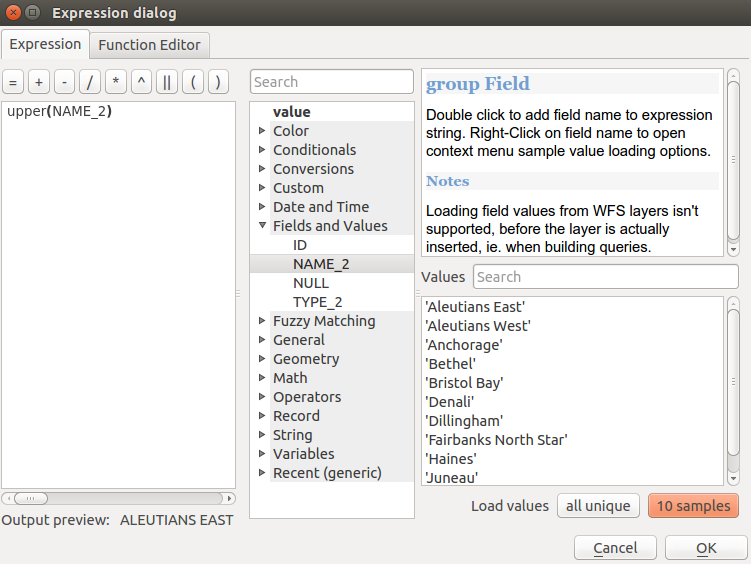 Expression dialog
Expression
Function Editor
= + - / * ^ || ( )
upper(NAME_2)
Output preview: ALEUTIANS EAST
Search
value
Color
Conditionals
Conversions
Custom
Date and Time
Fields and Values
ID
NAME_2
NULL
TYPE_2
Fuzzy Matching
General
Geometry
Math
Operators
Record
String
Variables
Recent (generic)
group Field
Double click to add field name to expression
string. Right-Click on field name to open
context menu sample value loading options.
Notes
Loading field values from WFS layers isn't
supported, before the layer is actually
inserted, ie. when building queries.
Values Search
'Aleutians East'
'Aleutians West'
'Anchorage'
'Bethel'
'Bristol Bay'
'Denali'
'Dillingham'
'Fairbanks North Star'
'Haines'
'Juneau'
Load values all unique 10 samples
Cancel OK